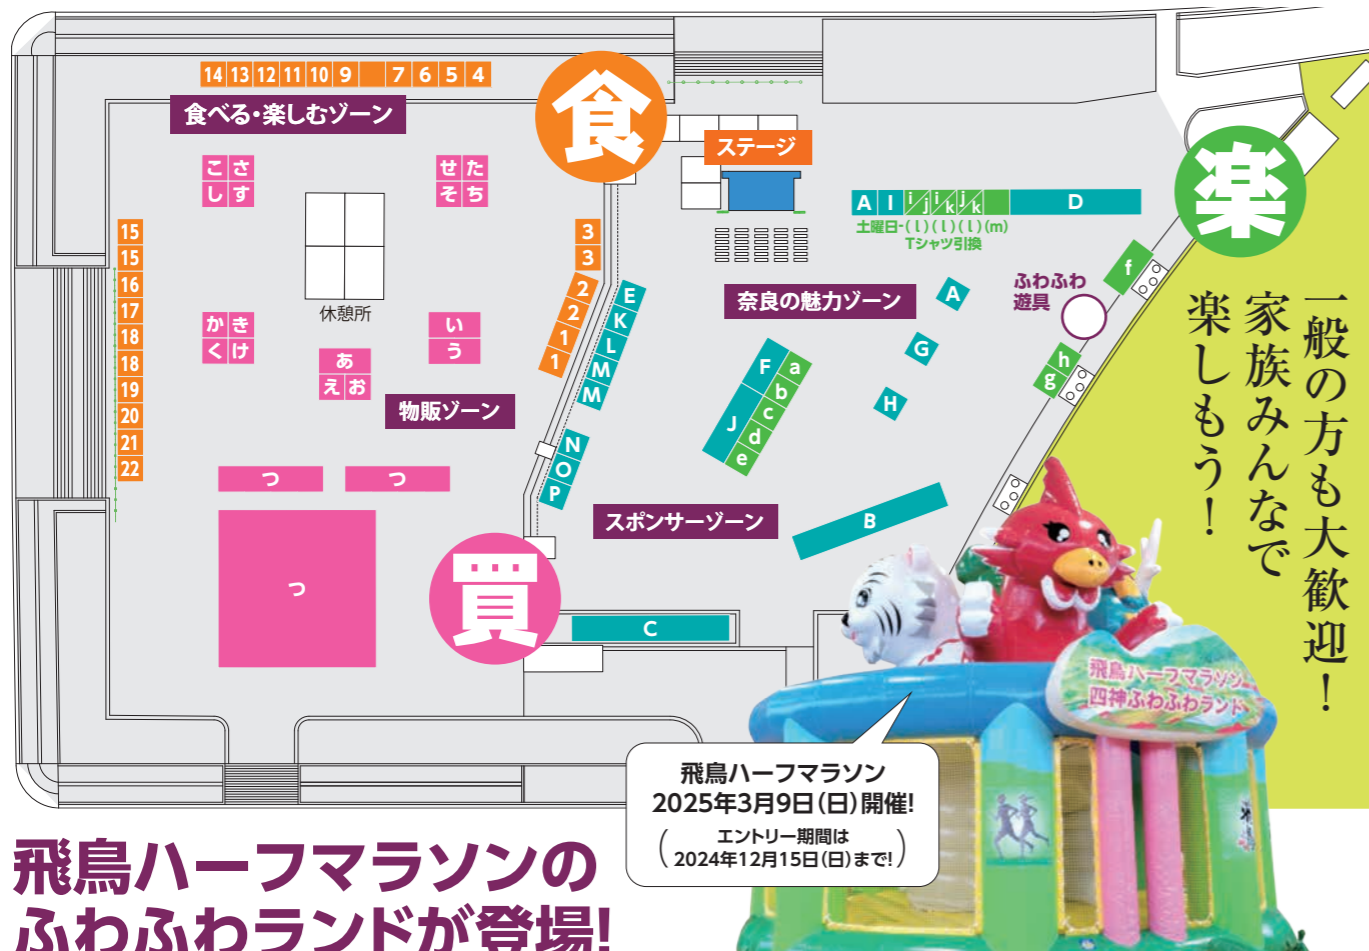 14 13 12 11 10 9 7 6 5 4
食べる・楽しむゾーン
食
ステージ
楽
こ さ
し す
せ た
そ ち
休憩所
か き
く け
あ
え お
い
う
物販ゾーン
つ
つ
つ
買
15
15
16
17
18
18
19
20
21
22
3
3
2
2
1
1
E
K
L
M
M
N
O
P
A I i/j i/k j/k D
土曜日-(l)(l)(l)(m)
Tシャツ引換
奈良の魅力ゾーン
A
G
H
F
J
a
b
c
d
e
ふわふわ
遊具
f
h
g
スポンサーゾーン
B
C
一般の方も大歓迎!
家族みんなで
楽しもう!
飛鳥ハーフマラソン
四神ふわふわランド
飛鳥ハーフマラソン
2025年3月9日(日)開催!
(エントリー期間は
2024年12月15日(日)まで!)
飛鳥ハーフマラソンの
ふわふわランドが登場!